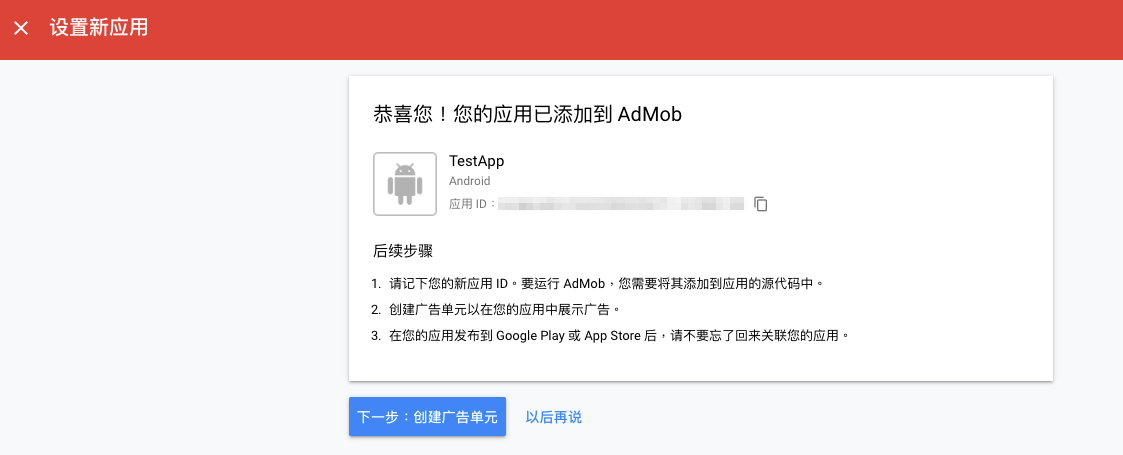 设置新应用
恭喜您！您的应用已添加到 AdMob
TestApp
Android
应用 ID：
后续步骤
1. 请记下您的新应用 ID。要运行 AdMob，您需要将其添加到应用的源代码中。
2. 创建广告单元以在您的应用中展示广告。
3. 在您的应用发布到 Google Play 或 App Store 后，请不要忘了回来关联您的应用。
下一步：创建广告单元 以后再说